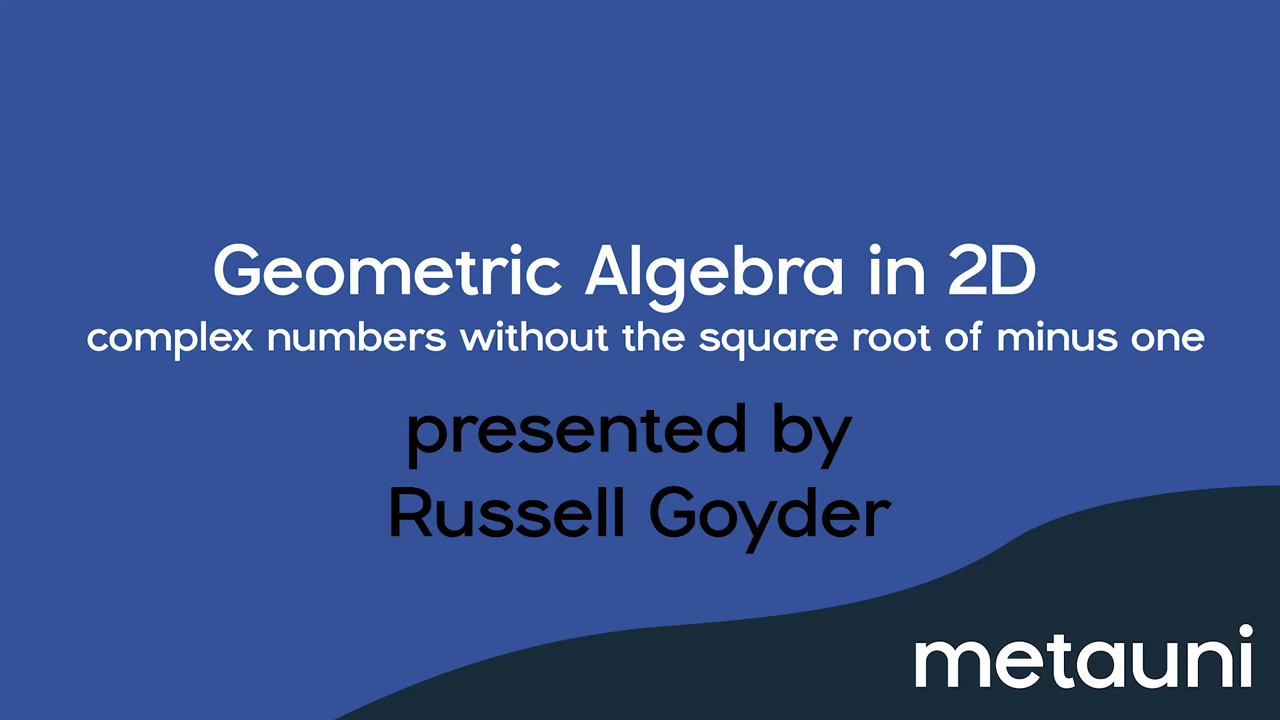 Geometric Algebra in 2D
complex numbers without the square root of minus one
presented by
Russell Goyder
metauni